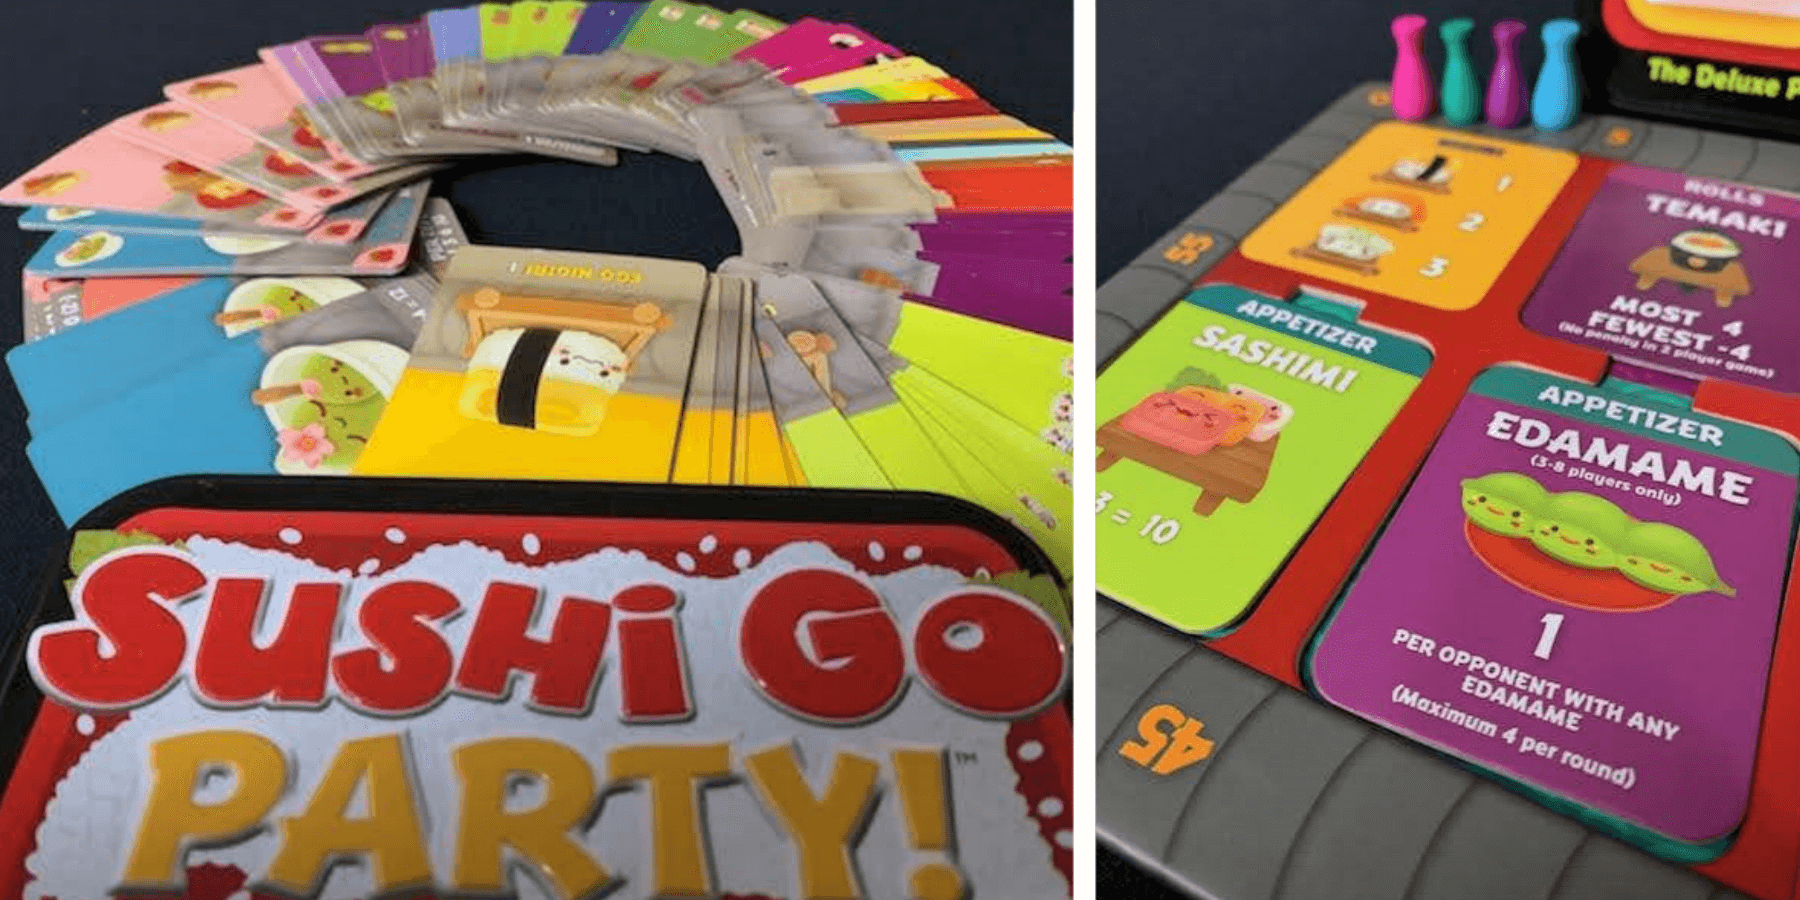 EGG NIGIRI 1
SUSHI GO
PARTY!™
The Deluxe P
1
2
3
ROLLS
TEMAKI
MOST 4
FEWEST -4
(No penalty in 2 player game)
35
APPETIZER
SASHIMI
3 = 10
APPETIZER
EDAMAME
(3-8 players only)
1
PER OPPONENT WITH ANY
EDAMAME
(Maximum 4 per round)
45